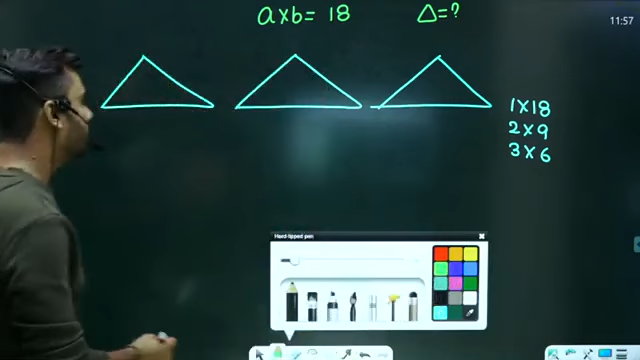 a×b= 18 △=?
11:57
1×18
2×9
3×6
Hard-tipped pen